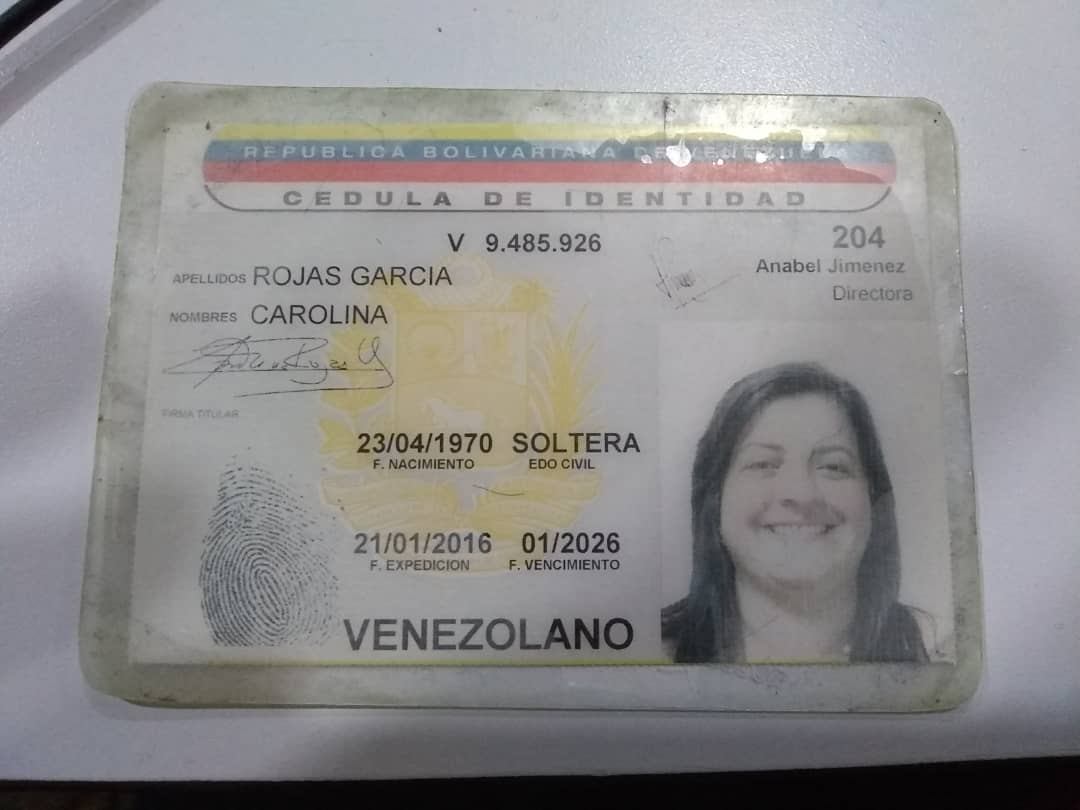 REPUBLICA BOLIVARIANA DE VENEZUELA
CEDULA DE IDENTIDAD
V 9.485.926
204
Anabel Jimenez
Directora
APELLIDOS ROJAS GARCIA
NOMBRES CAROLINA
FIRMA TITULAR
23/04/1970 SOLTERA
F. NACIMIENTO EDO CIVIL
21/01/2016 01/2026
F. EXPEDICION F. VENCIMIENTO
VENEZOLANO